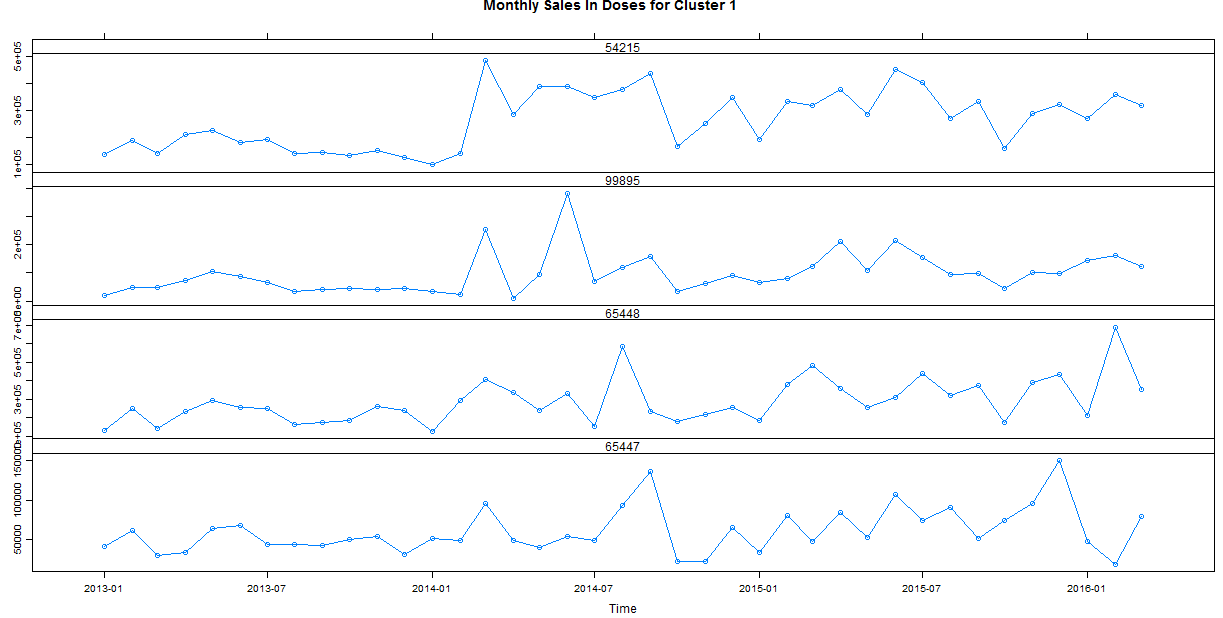 Monthly Sales In Doses for Cluster 1
54215
5e+05
3e+05
1e+05
99895
2e+05
0e+00
65448
7e+05
5e+05
3e+05
1e+05
65447
150000
100000
50000
2013-01 2013-07 2014-01 2014-07 2015-01 2015-07 2016-01
Time